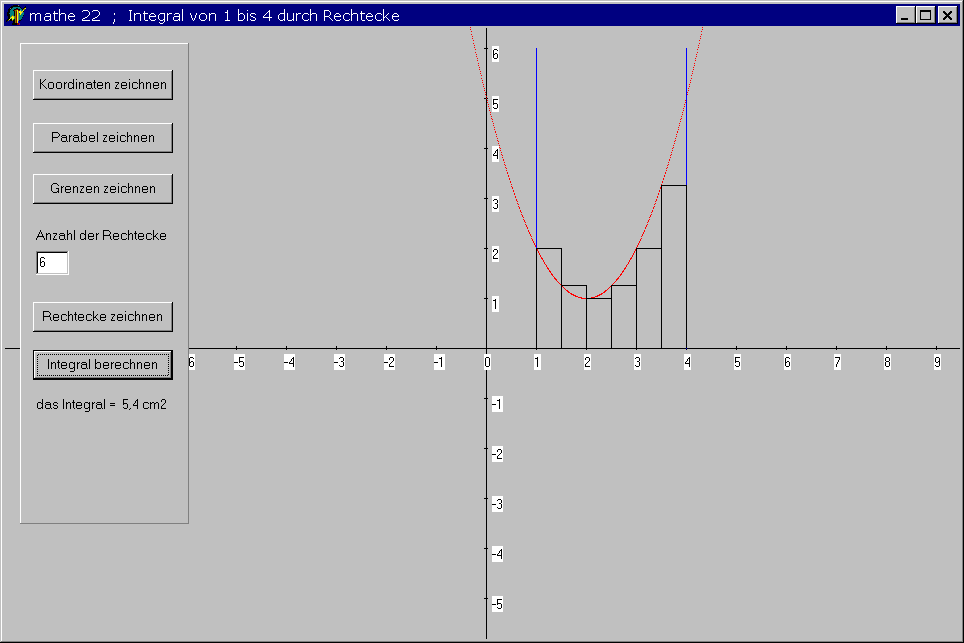 mathe 22 ; Integral von 1 bis 4 durch Rechtecke
Koordinaten zeichnen
Parabel zeichnen
Grenzen zeichnen
Anzahl der Rechtecke
6
Rechtecke zeichnen
Integral berechnen
das Integral = 5,4 cm2
6
5
4
3
2
1
6 -5 -4 -3 -2 -1 0 1 2 3 4 5 6 7 8 9
-1
-2
-3
-4
-5